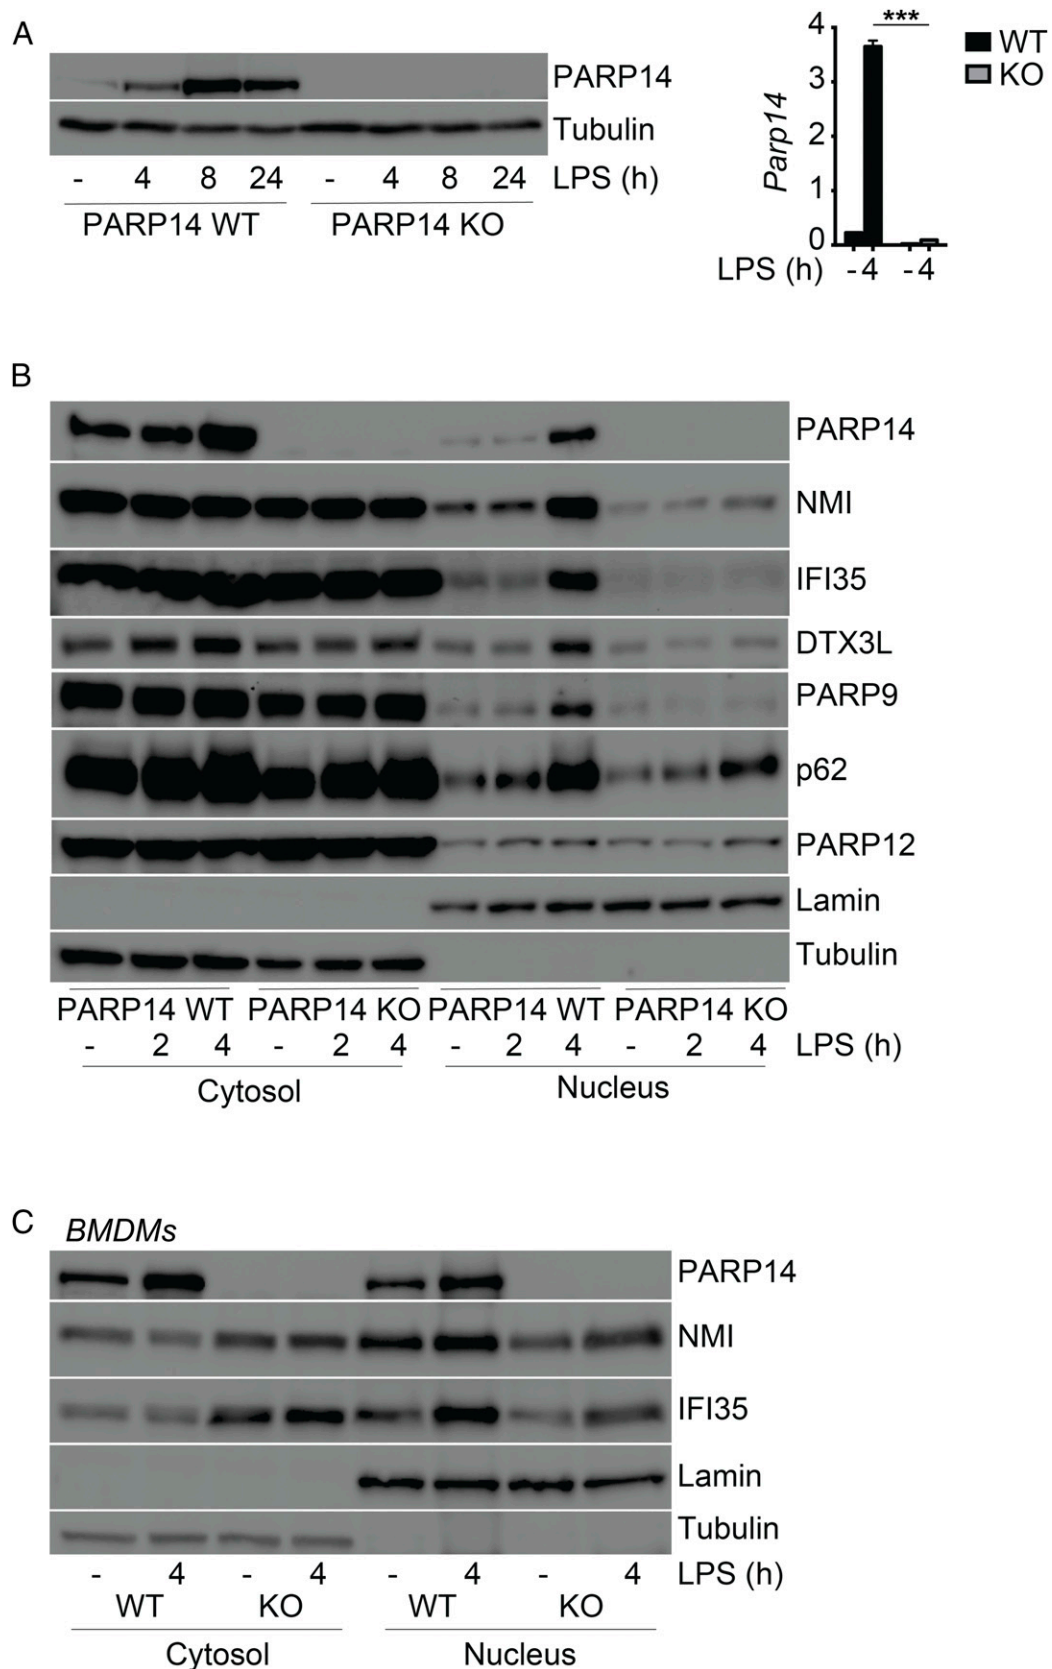 A
PARP14
Tubulin
- 4 8 24 - 4 8 24 LPS (h)
PARP14 WT PARP14 KO
Parp14
4
3
2
1
0
***
WT
KO
LPS (h) - 4 - 4
B
PARP14
NMI
IFI35
DTX3L
PARP9
p62
PARP12
Lamin
Tubulin
PARP14 WT PARP14 KO PARP14 WT PARP14 KO
- 2 4 - 2 4 - 2 4 - 2 4 LPS (h)
Cytosol Nucleus
C BMDMs
PARP14
NMI
IFI35
Lamin
Tubulin
- 4 - 4 - 4 - 4 LPS (h)
WT KO WT KO
Cytosol Nucleus